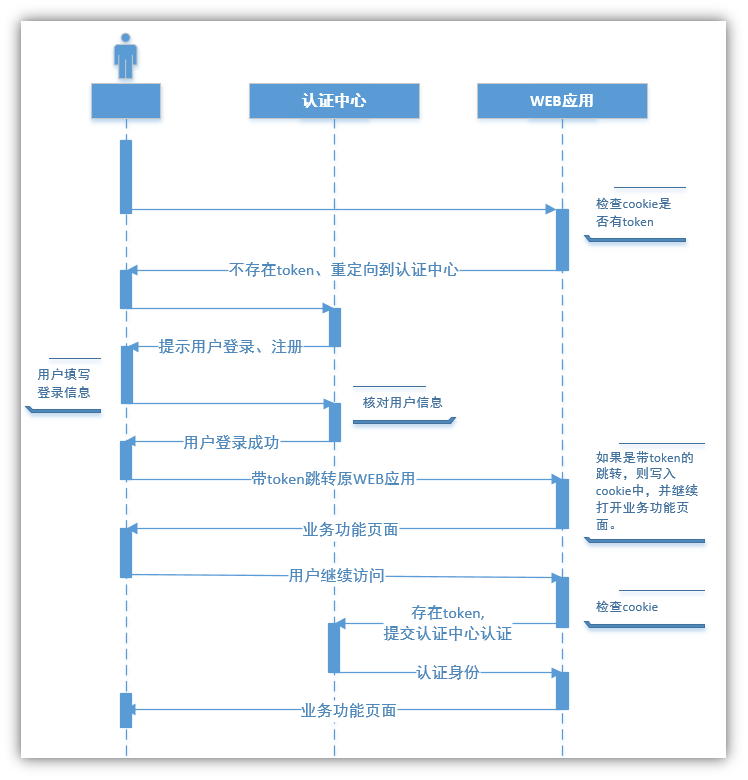 认证中心
WEB应用
检查cookie是
否有token
不存在token、重定向到认证中心
提示用户登录、注册
用户填写
登录信息
核对用户信息
用户登录成功
如果是带token的
跳转，则写入
cookie中，并继续
打开业务功能页
面。
带token跳转原WEB应用
业务功能页面
用户继续访问
检查cookie
存在token,
提交认证中心认证
认证身份
业务功能页面